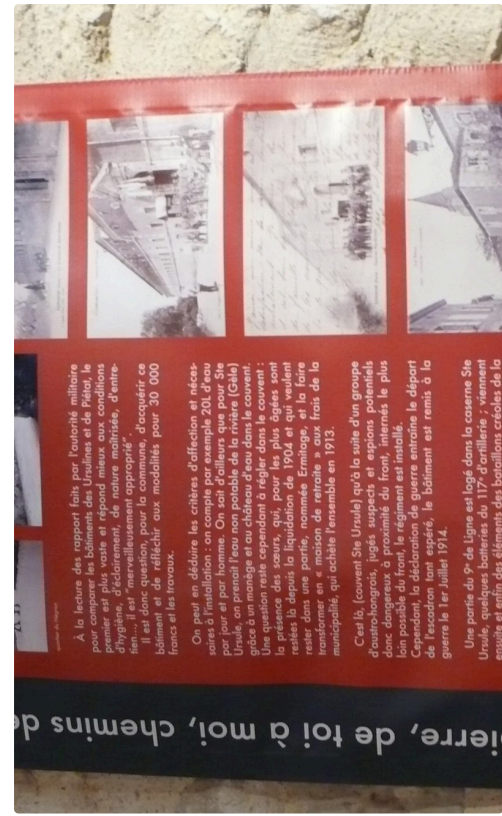 À la lecture des rapport faits par l'autorité militaire
pour comparer les bâtiments des Ursulines et de Piétat, le
premier est plus vaste et répond mieux aux conditions
d'hygiène, d'éclairement, de nature maîtrisée, d'entre-
tien…, il est "merveilleusement approprié".
Il est donc question, pour la commune, d'acquérir ce
bâtiment et de réfléchir aux modalités pour 30 000
francs et les travaux.
On peut en déduire les critères d'affection et néces-
saires à l'installation : on compte par exemple 20L d'eau
par jour et par homme. On sait d'ailleurs que pour Ste
Ursule, on prenait l'eau non potable de la rivière (Gèle)
grâce à un manège et au château d'eau dans le couvent.
Une question reste cependant à régler dans le couvent :
la présence des sœurs, qui, pour les plus âgées sont
restées là depuis la liquidation de 1904 et qui veulent
rester dans une partie, nommée Ermitage, et la faire
transformer en « maison de retraite » aux frais de la
municipalité, qui achète l'ensemble en 1913.
C'est là, (couvent Ste Ursule) qu'à la suite d'un groupe
d'austro-hongrois, jugés suspects et espions potentiels
donc dangereux à proximité du front, internés le plus
loin possible du front, le régiment est installé.
Cependant, la déclaration de guerre entraîne le départ
de l'escadron tant espéré, le bâtiment est remis à la
guerre le 1er Juillet 1914.
Une partie du 9e de Ligne est logé dans la caserne Ste
Ursule, quelques batteries du 117e d'artillerie ; viennent
pierre, de toi à moi, chemins de